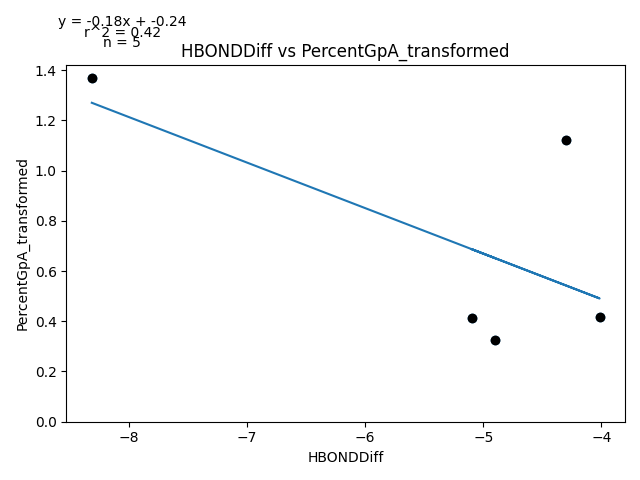 y = -0.18x + -0.24
r^2 = 0.42
n = 5
HBONDDiff vs PercentGpA_transformed
1.4
1.2
1.0
0.8
0.6
0.4
0.2
0.0
PercentGpA_transformed
−8
−7
−6
−5
−4
HBONDDiff